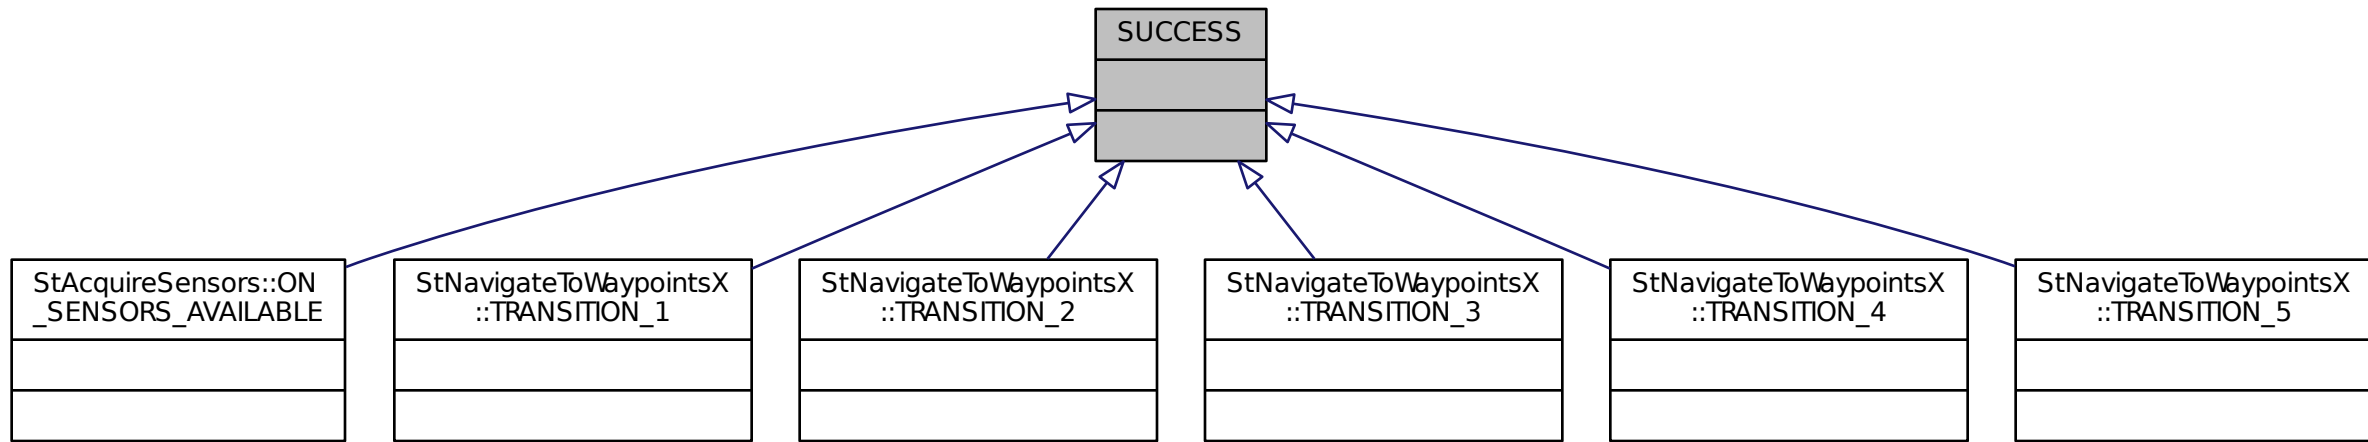 SUCCESS
StAcquireSensors::ON
_SENSORS_AVAILABLE
StNavigateToWaypointsX
::TRANSITION_1
StNavigateToWaypointsX
::TRANSITION_2
StNavigateToWaypointsX
::TRANSITION_3
StNavigateToWaypointsX
::TRANSITION_4
StNavigateToWaypointsX
::TRANSITION_5